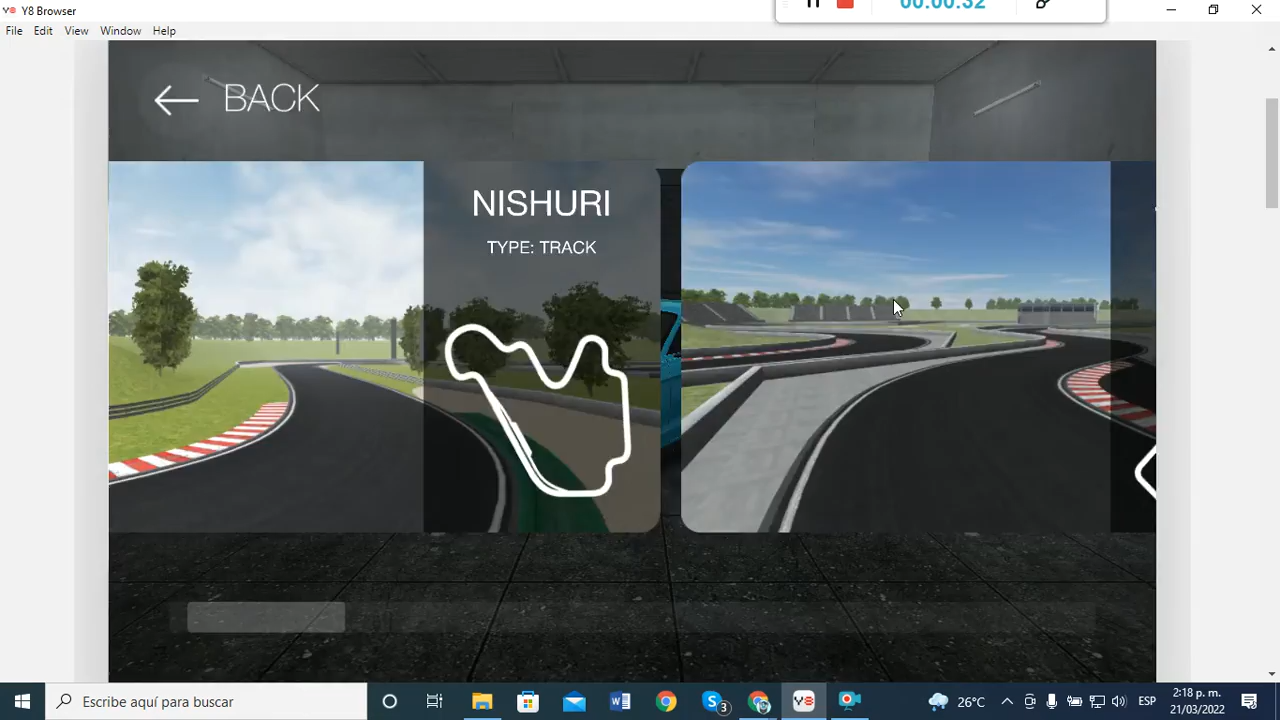 Y8 Browser
00:00:32
File Edit View Window Help
BACK
NISHURI
TYPE: TRACK
Escribe aquí para buscar
3
26°C
ESP
2:18 p. m.
21/03/2022